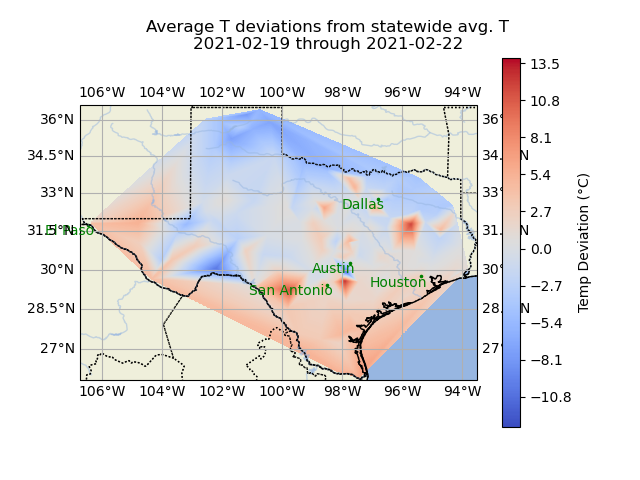 Average T deviations from statewide avg. T
2021-02-19 through 2021-02-22
106°W 104°W 102°W 100°W 98°W 96°W 94°W
36°N 36°
34.5°N 34. N
33°N 33°
31.5°N 31. N
30°N 30°
28.5°N 28. N
27°N 27°
106°W 104°W 102°W 100°W 98°W 96°W 94°W
Dallas
El Paso
Austin
Houston
San Antonio
13.5
10.8
8.1
5.4
2.7
0.0
−2.7
−5.4
−8.1
−10.8
Temp Deviation (°C)